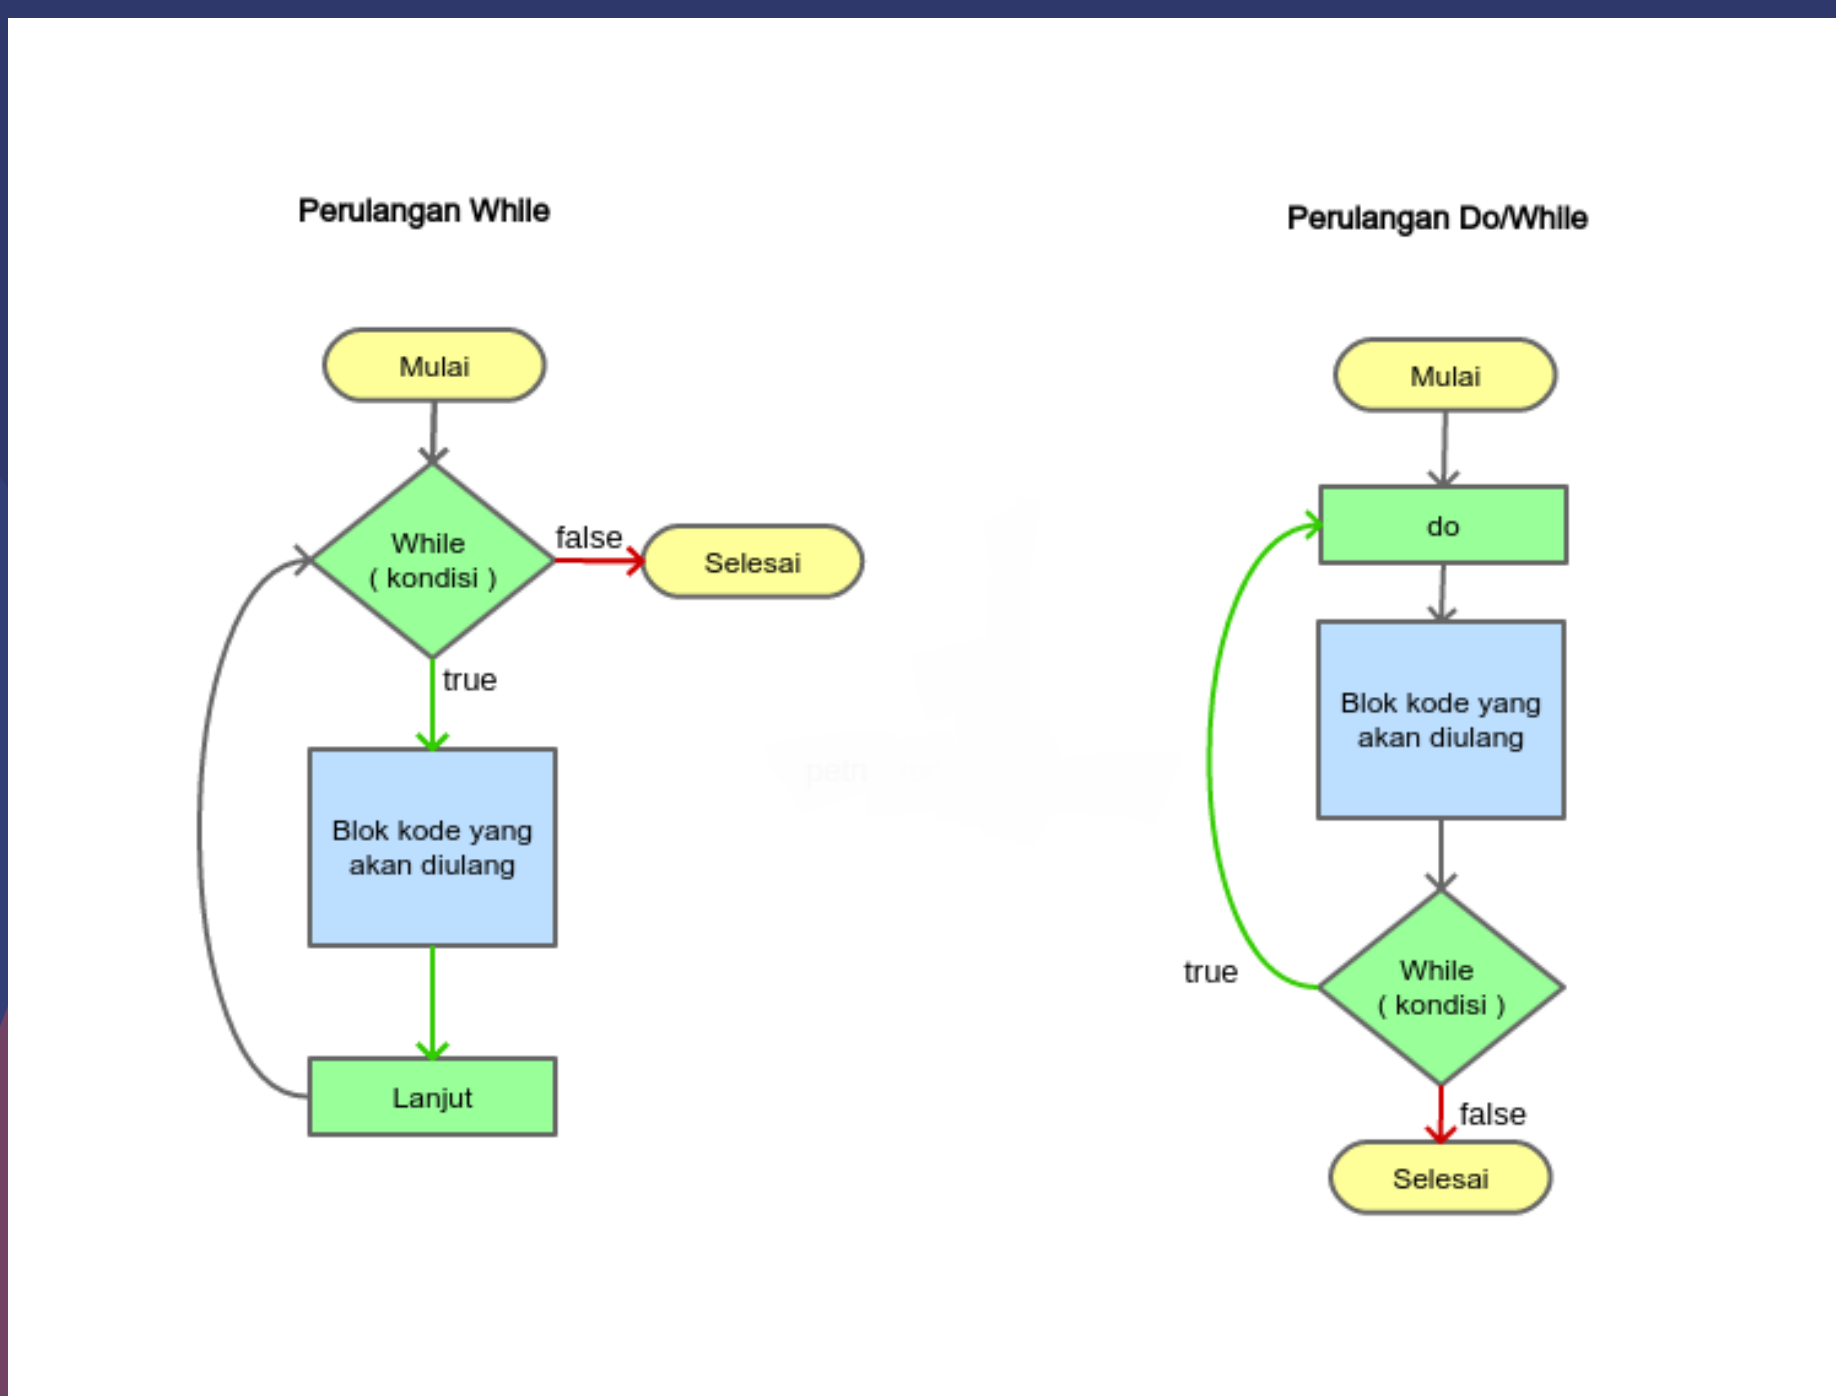 Perulangan While
Mulai
While
( kondisi )
false
Selesai
true
Blok kode yang
akan diulang
Lanjut
Perulangan Do/While
Mulai
do
Blok kode yang
akan diulang
true
While
( kondisi )
false
Selesai